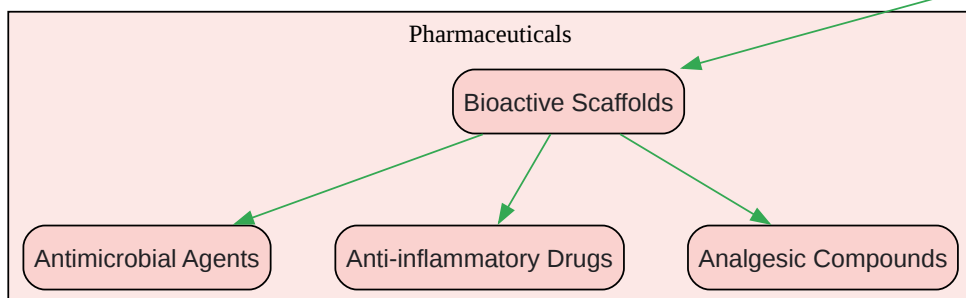 Pharmaceuticals
Bioactive Scaffolds
Antimicrobial Agents
Anti-inflammatory Drugs
Analgesic Compounds